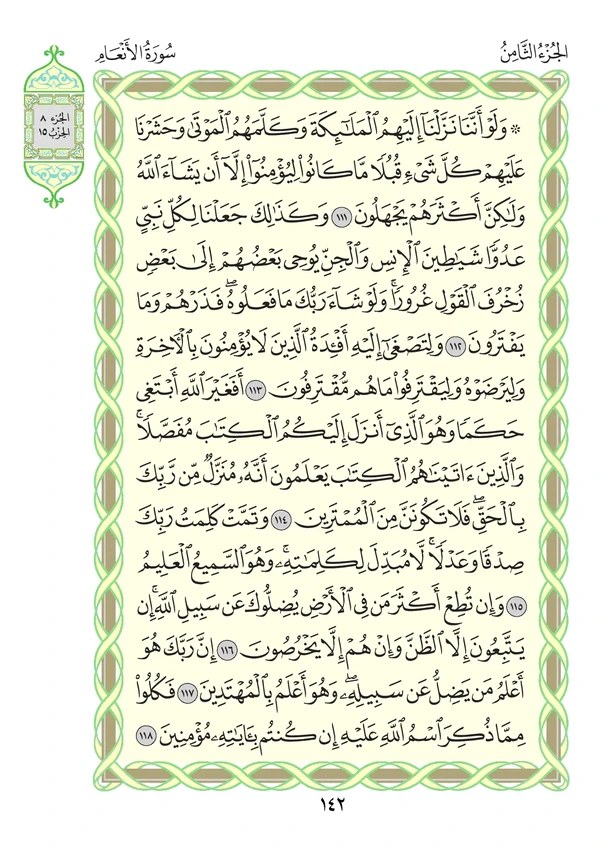 الجُزْءُ الثَّامِنُ
سُورَةُ الأَنْعَامِ
الجزء ٨
الحزب ١٥
۞ وَلَوْ أَنَّنَا نَزَّلْنَآ إِلَيْهِمُ ٱلْمَلَٰٓئِكَةَ وَكَلَّمَهُمُ ٱلْمَوْتَىٰ وَحَشَرْنَا
عَلَيْهِمْ كُلَّ شَىْءٍ قُبُلًا مَّا كَانُوا۟ لِيُؤْمِنُوٓا۟ إِلَّآ أَن يَشَآءَ ٱللَّهُ
وَلَٰكِنَّ أَكْثَرَهُمْ يَجْهَلُونَ ١١١ وَكَذَٰلِكَ جَعَلْنَا لِكُلِّ نَبِىٍّ
عَدُوًّا شَيَٰطِينَ ٱلْإِنسِ وَٱلْجِنِّ يُوحِى بَعْضُهُمْ إِلَىٰ بَعْضٍ
زُخْرُفَ ٱلْقَوْلِ غُرُورًا ۚ وَلَوْ شَآءَ رَبُّكَ مَا فَعَلُوهُ ۖ فَذَرْهُمْ وَمَا
يَفْتَرُونَ ١١٢ وَلِتَصْغَىٰٓ إِلَيْهِ أَفْـِٔدَةُ ٱلَّذِينَ لَا يُؤْمِنُونَ بِٱلْـَٔاخِرَةِ
وَلِيَرْضَوْهُ وَلِيَقْتَرِفُوا۟ مَا هُم مُّقْتَرِفُونَ ١١٣ أَفَغَيْرَ ٱللَّهِ أَبْتَغِى
حَكَمًا وَهُوَ ٱلَّذِىٓ أَنزَلَ إِلَيْكُمُ ٱلْكِتَٰبَ مُفَصَّلًا ۚ
وَٱلَّذِينَ ءَاتَيْنَٰهُمُ ٱلْكِتَٰبَ يَعْلَمُونَ أَنَّهُۥ مُنَزَّلٌ مِّن رَّبِّكَ
بِٱلْحَقِّ ۖ فَلَا تَكُونَنَّ مِنَ ٱلْمُمْتَرِينَ ١١٤ وَتَمَّتْ كَلِمَتُ رَبِّكَ
صِدْقًا وَعَدْلًا ۚ لَّا مُبَدِّلَ لِكَلِمَٰتِهِۦ ۚ وَهُوَ ٱلسَّمِيعُ ٱلْعَلِيمُ
١١٥ وَإِن تُطِعْ أَكْثَرَ مَن فِى ٱلْأَرْضِ يُضِلُّوكَ عَن سَبِيلِ ٱللَّهِ ۚ إِن
يَتَّبِعُونَ إِلَّا ٱلظَّنَّ وَإِنْ هُمْ إِلَّا يَخْرُصُونَ ١١٦ إِنَّ رَبَّكَ هُوَ
أَعْلَمُ مَن يَضِلُّ عَن سَبِيلِهِۦ ۖ وَهُوَ أَعْلَمُ بِٱلْمُهْتَدِينَ ١١٧ فَكُلُوا۟
مِمَّا ذُكِرَ ٱسْمُ ٱللَّهِ عَلَيْهِ إِن كُنتُم بِـَٔايَٰتِهِۦ مُؤْمِنِينَ ١١٨
١٤٢